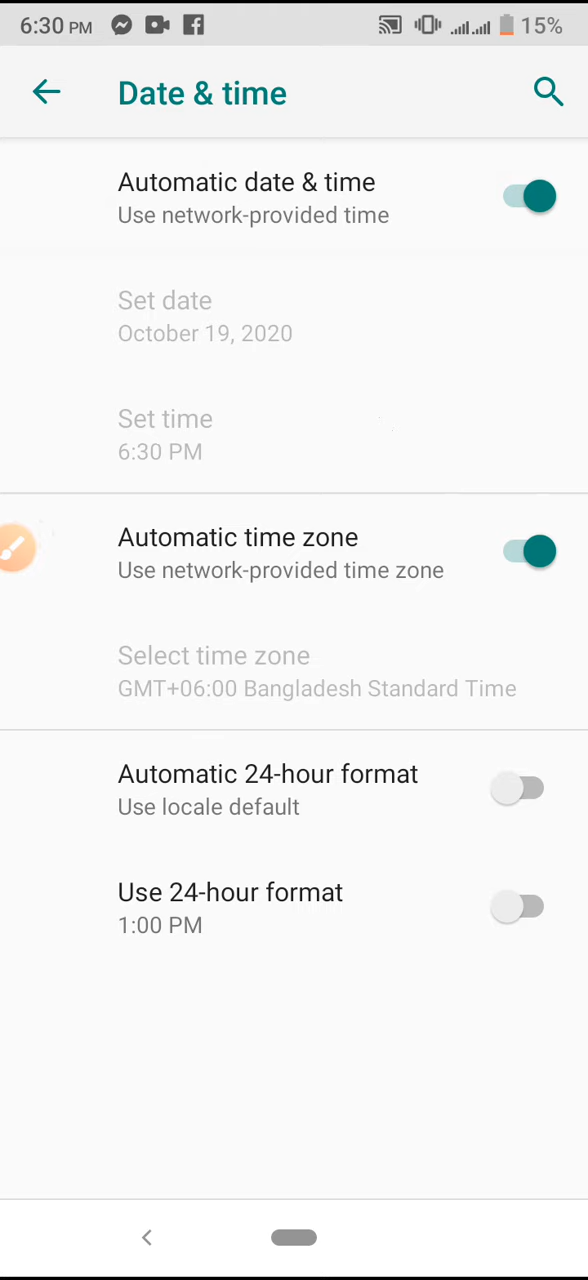 6:30 PM 15%
Date & time
Automatic date & time
Use network-provided time
Set date
October 19, 2020
Set time
6:30 PM
Automatic time zone
Use network-provided time zone
Select time zone
GMT+06:00 Bangladesh Standard Time
Automatic 24-hour format
Use locale default
Use 24-hour format
1:00 PM